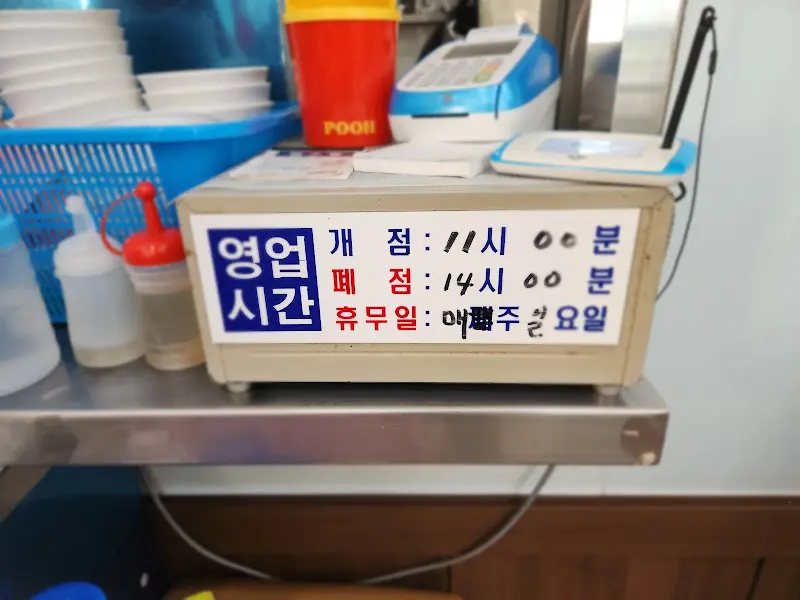 POOH
영업
시간
개 점 : 11시 00 분
폐 점 : 14시 00 분
휴무일 : 매주 월요일